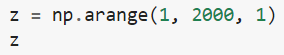 z = np.arange(1, 2000, 1)
z